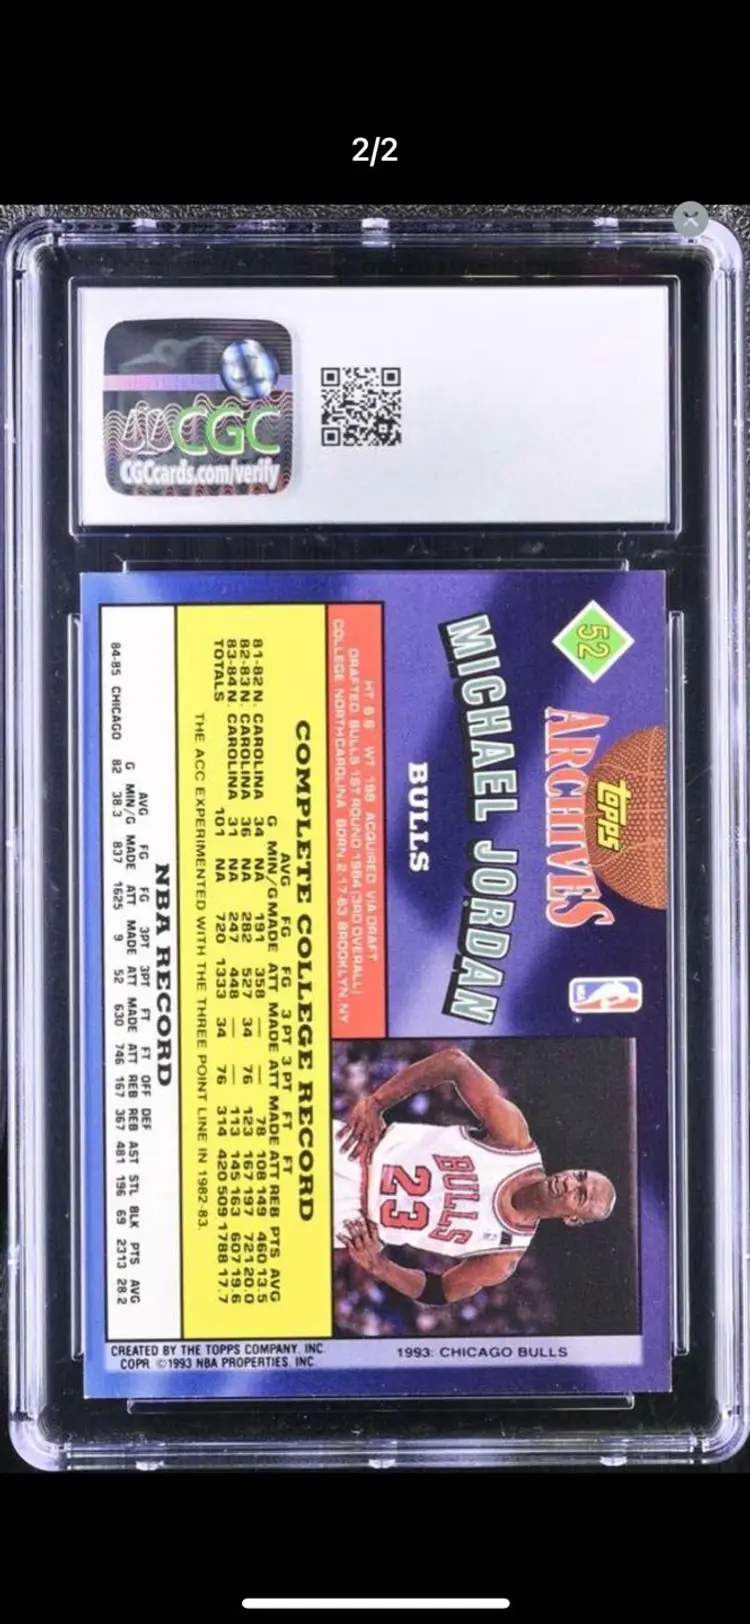 2/2
CGC
CGCcards.com/verify
52
topps
ARCHIVES
NBA
MICHAEL JORDAN
BULLS
HT 6 6 WT 198 ACQUIRED VIA DRAFT
DRAFTED: BULLS 1ST ROUND 1984 (3RD OVERALL)
COLLEGE NORTH CAROLINA BORN: 2-17-63 BROOKLYN, NY
BULLS
23
COMPLETE COLLEGE RECORD
AVG FG FG 3 PT 3 PT FT FT
G MIN/G MADE ATT MADE ATT MADE ATT REB PTS AVG
81-82 N. CAROLINA 34 NA 191 358 — — 78 108 149 460 13.5
82-83 N. CAROLINA 36 NA 282 527 34 76 123 167 197 721 20.0
83-84 N. CAROLINA 31 NA 247 448 — — 113 145 163 607 19.6
TOTALS 101 NA 720 1333 34 76 314 420 509 1788 17.7
THE ACC EXPERIMENTED WITH THE THREE POINT LINE IN 1982-83.
NBA RECORD
AVG FG FG 3PT 3PT FT FT OFF DEF
G MIN/G MADE ATT MADE ATT MADE ATT REB REB AST STL BLK PTS AVG
84-85 CHICAGO 82 38.3 837 1625 9 52 630 746 167 367 481 196 69 2313 28.2
1993: CHICAGO BULLS
CREATED BY THE TOPPS COMPANY, INC.
COPR. ©1993 NBA PROPERTIES, INC.